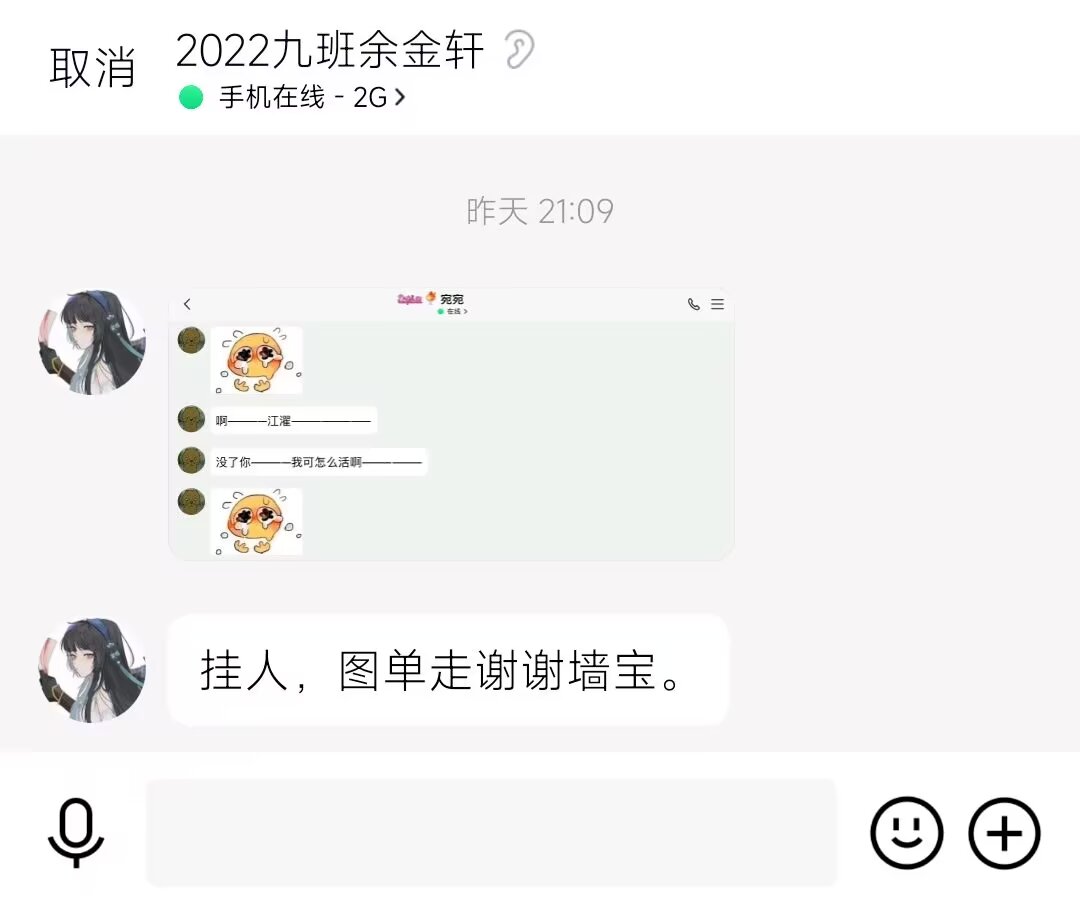 取消
2022九班余金轩
手机在线 - 2G
昨天 21:09
宛宛
在线
啊————江濯————————
没了你————我可怎么活啊——————
挂人，图单走谢谢墙宝。